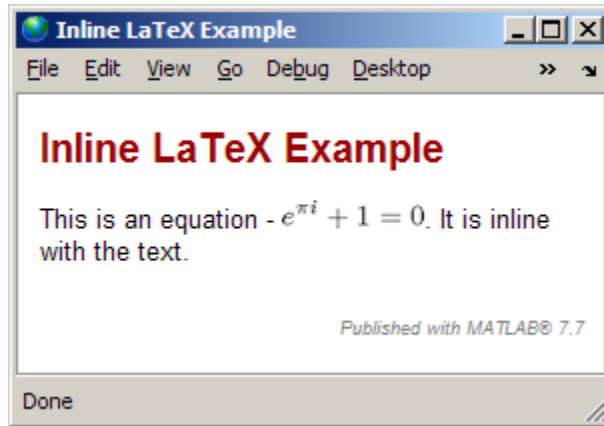 Inline LaTeX Example
File Edit View Go Debug Desktop »
Inline LaTeX Example
This is an equation - $e^{\pi i} + 1 = 0$. It is inline
with the text.
Published with MATLAB® 7.7
Done